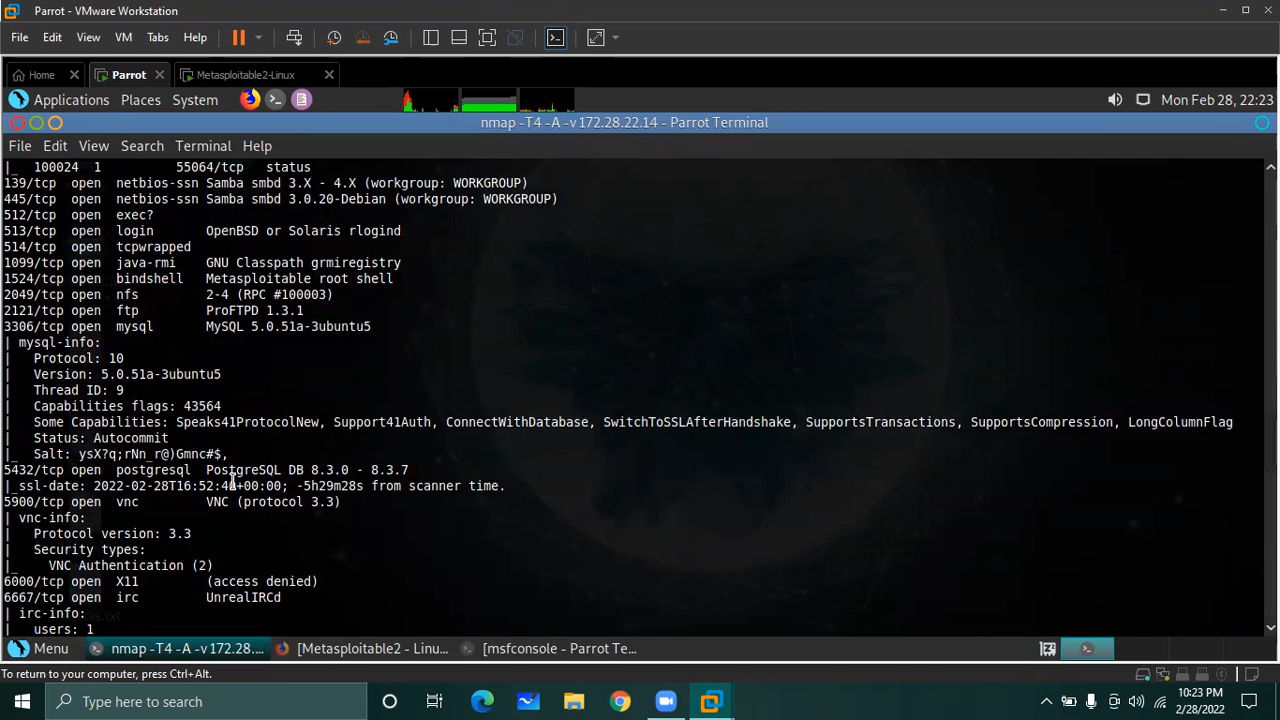 Parrot - VMware Workstation
File Edit View VM Tabs Help
Home Parrot Metasploitable2-Linux
Applications Places System Mon Feb 28, 22:23
nmap -T4 -A -v 172.28.22.14 - Parrot Terminal
File Edit View Search Terminal Help
|_ 100024 1 55064/tcp status
139/tcp open netbios-ssn Samba smbd 3.X - 4.X (workgroup: WORKGROUP)
445/tcp open netbios-ssn Samba smbd 3.0.20-Debian (workgroup: WORKGROUP)
512/tcp open exec?
513/tcp open login OpenBSD or Solaris rlogind
514/tcp open tcpwrapped
1099/tcp open java-rmi GNU Classpath grmiregistry
1524/tcp open bindshell Metasploitable root shell
2049/tcp open nfs 2-4 (RPC #100003)
2121/tcp open ftp ProFTPD 1.3.1
3306/tcp open mysql MySQL 5.0.51a-3ubuntu5
| mysql-info:
| Protocol: 10
| Version: 5.0.51a-3ubuntu5
| Thread ID: 9
| Capabilities flags: 43564
| Some Capabilities: Speaks41ProtocolNew, Support41Auth, ConnectWithDatabase, SwitchToSSLAfterHandshake, SupportsTransactions, SupportsCompression, LongColumnFlag
| Status: Autocommit
|_ Salt: ysX?q;rNn_r@)Gmnc#$,
5432/tcp open postgresql PostgreSQL DB 8.3.0 - 8.3.7
|_ssl-date: -5h29m28s from scanner time.
5900/tcp open vnc VNC (protocol 3.3)
| vnc-info:
| Protocol version: 3.3
| Security types:
|_ VNC Authentication (2)
6000/tcp open X11 (access denied)
6667/tcp open irc UnrealIRCd
| irc-info:
| users: 1
Menu nmap -T4 -A -v 172.28.... [Metasploitable2 - Linu... [msfconsole - Parrot Te...
To return to your computer, press Ctrl+Alt.
Type here to search
10:23 PM
2/28/2022